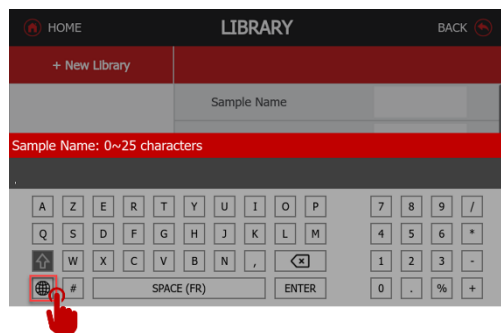 HOME LIBRARY BACK
+ New Library
Sample Name
Sample Name: 0~25 characters
A Z E R T Y U I O P 7 8 9 /
Q S D F G H J K L M 4 5 6 *
W X C V B N , 1 2 3 -
# SPACE (FR) ENTER 0 . % +